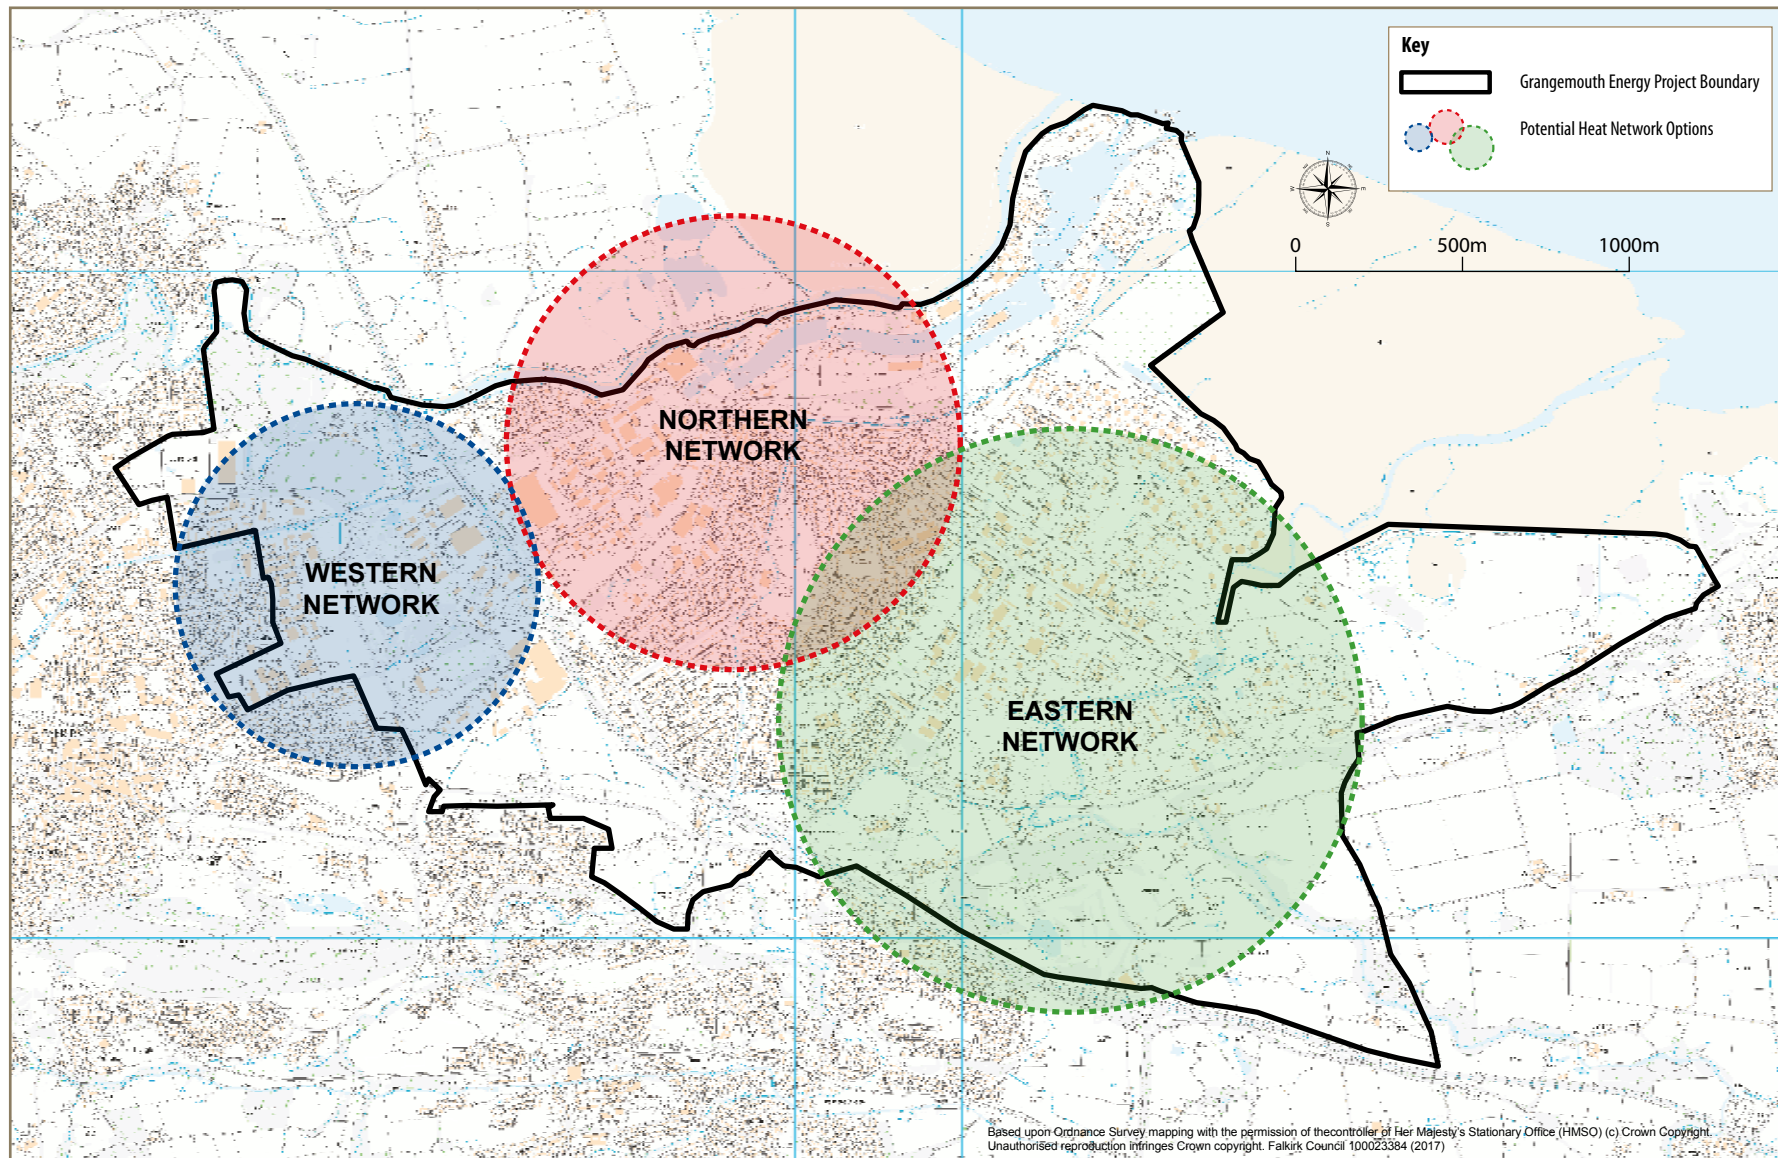 Key
Grangemouth Energy Project Boundary
Potential Heat Network Options
N
E
S
W
0 500m 1000m
NORTHERN
NETWORK
WESTERN
NETWORK
EASTERN
NETWORK
Based upon Ordnance Survey mapping with the permission of thecontroller of Her Majesty's Stationary Office (HMSO) (c) Crown Copyright.
Unauthorised reproduction infringes Crown copyright. Falkirk Council 100023384 (2017)